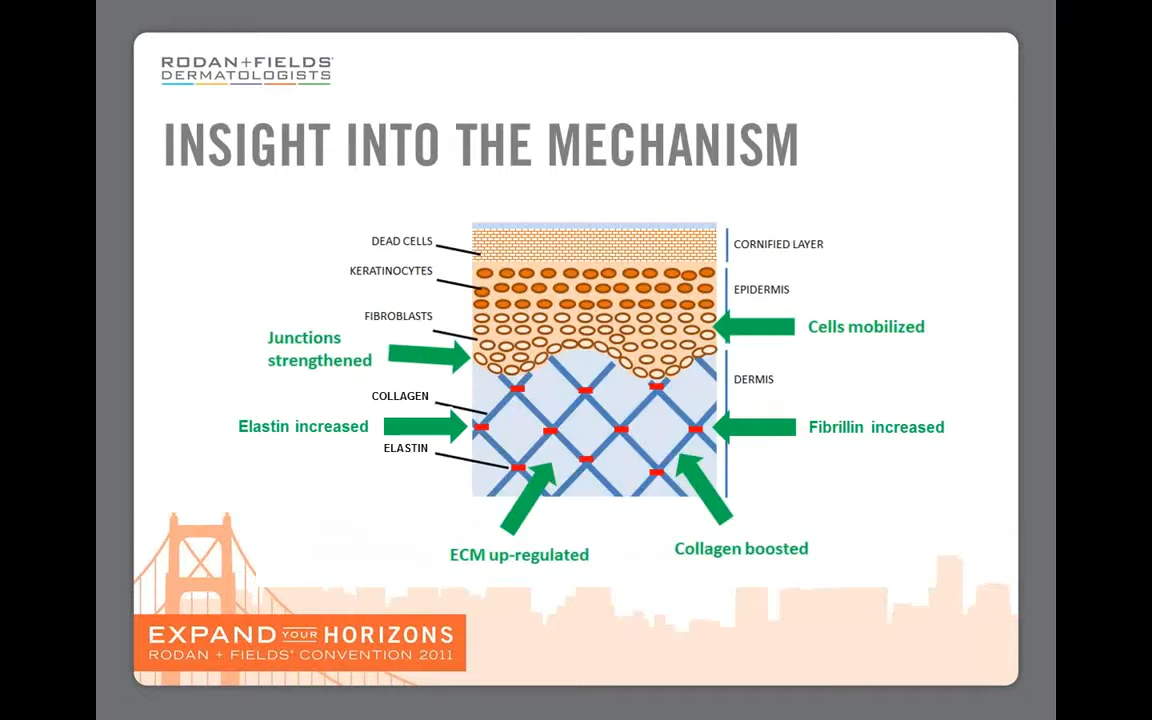 RODAN+FIELDS®
DERMATOLOGISTS
INSIGHT INTO THE MECHANISM
DEAD CELLS
CORNIFIED LAYER
KERATINOCYTES
EPIDERMIS
FIBROBLASTS
Cells mobilized
Junctions
strengthened
DERMIS
COLLAGEN
Elastin increased
Fibrillin increased
ELASTIN
ECM up-regulated
Collagen boosted
EXPAND YOUR HORIZONS
RODAN + FIELDS® CONVENTION 2011